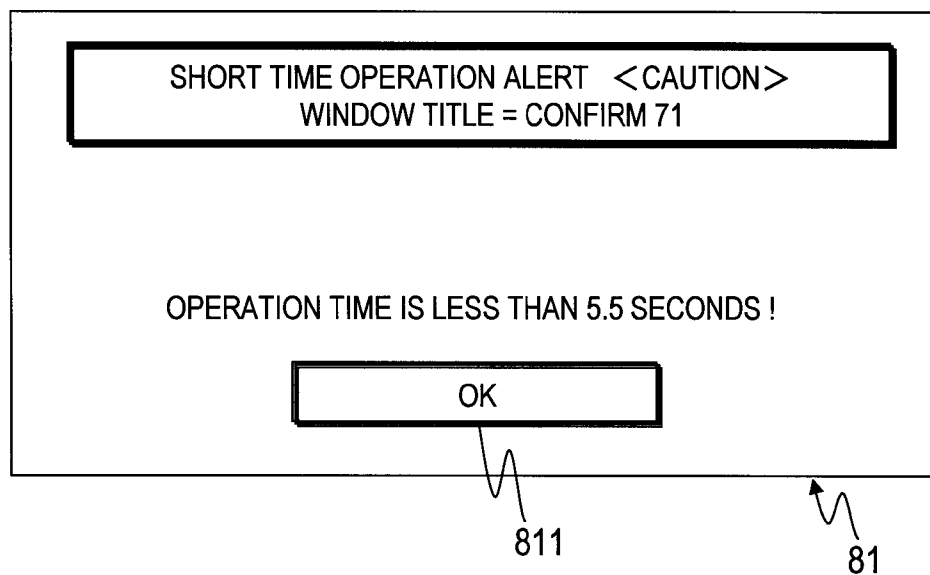 SHORT TIME OPERATION ALERT <CAUTION>
WINDOW TITLE = CONFIRM 71
OPERATION TIME IS LESS THAN 5.5 SECONDS !
OK
811
81